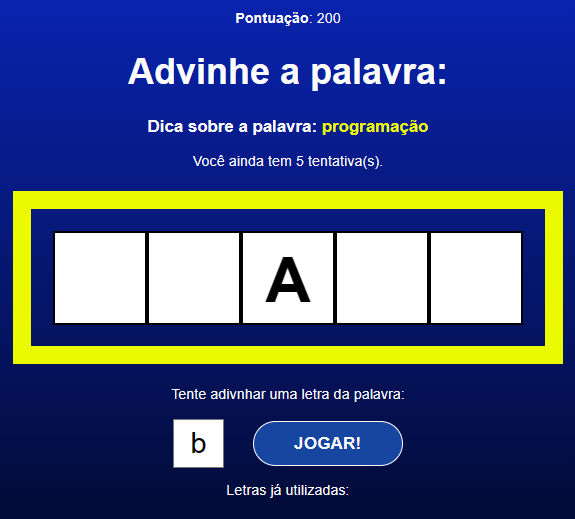 Pontuação: 200
Advinhe a palavra:
Dica sobre a palavra: programação
Você ainda tem 5 tentativa(s).
A
Tente adivnhar uma letra da palavra:
b JOGAR!
Letras já utilizadas: